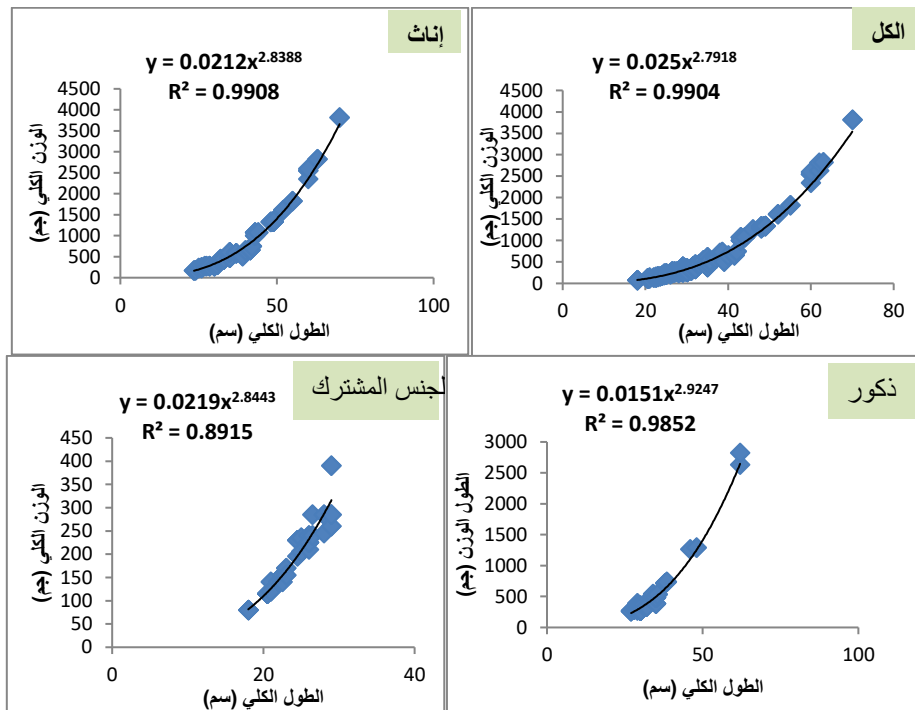 الكل
y = 0.025x^2.7918
R² = 0.9904
4500
4000
3500
3000
2500
2000
1500
1000
500
0
0 20 40 60 80
الوزن الكلي (جم)
الطول الكلي (سم)
إناث
y = 0.0212x^2.8388
R² = 0.9908
4500
4000
3500
3000
2500
2000
1500
1000
500
0
0 50 100
الوزن الكلي (جم)
الطول الكلي (سم)
ذكور
y = 0.0151x^2.9247
R² = 0.9852
3000
2500
2000
1500
1000
500
0
0 50 100
الطول الوزن (جم)
الطول الكلي (سم)
لجنس المشترك
y = 0.0219x^2.8443
R² = 0.8915
450
400
350
300
250
200
150
100
50
0
0 20 40
الوزن الكلي (جم)
الطول الكلي (سم)